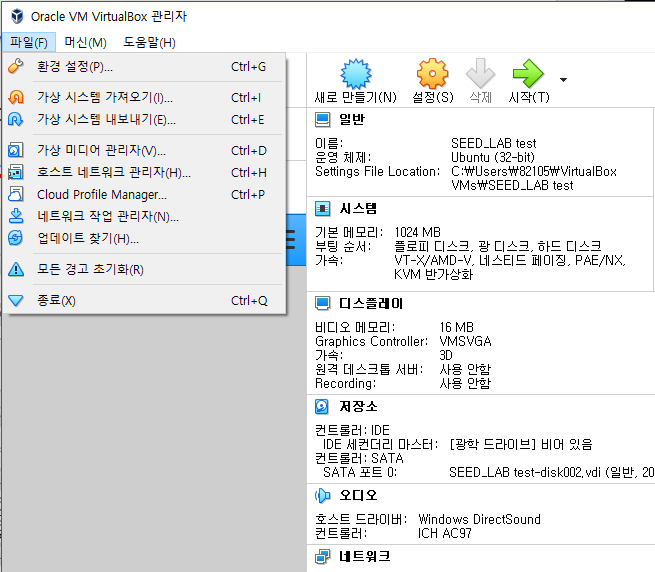 Oracle VM VirtualBox 관리자
파일(F) 머신(M) 도움말(H)
환경 설정(P)... Ctrl+G
가상 시스템 가져오기(I)... Ctrl+I
가상 시스템 내보내기(E)... Ctrl+E
가상 미디어 관리자(V)... Ctrl+D
호스트 네트워크 관리자(H)... Ctrl+H
Cloud Profile Manager... Ctrl+P
네트워크 작업 관리자(N)...
업데이트 찾기(H)...
모든 경고 초기화(R)
종료(X) Ctrl+Q
새로 만들기(N) 설정(S) 삭제 시작(T)
일반
이름: SEED_LAB test
운영 체제: Ubuntu (32-bit)
Settings File Location: C:₩Users₩82105₩VirtualBox
VMs₩SEED_LAB test
시스템
기본 메모리: 1024 MB
부팅 순서: 플로피 디스크, 광 디스크, 하드 디스크
가속: VT-x/AMD-V, 네스티드 페이징, PAE/NX,
KVM 반가상화
디스플레이
비디오 메모리: 16 MB
Graphics Controller: VMSVGA
가속: 3D
원격 데스크톱 서버: 사용 안함
Recording: 사용 안함
저장소
컨트롤러: IDE
IDE 세컨더리 마스터: [광학 드라이브] 비어 있음
컨트롤러: SATA
SATA 포트 0: SEED_LAB test-disk002.vdi (일반, 20
오디오
호스트 드라이버: Windows DirectSound
컨트롤러: ICH AC97
네트워크